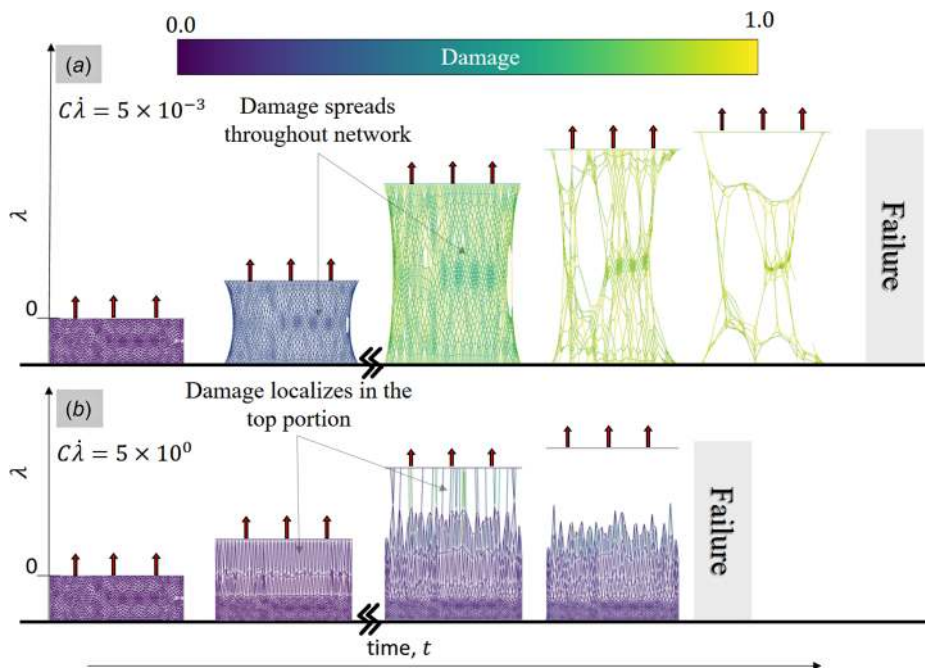 0.0
1.0
Damage
(a)
Cλ̇ = 5 × 10⁻³
Damage spreads
throughout network
λ
0
Failure
(b)
Damage localizes in the
top portion
Cλ̇ = 5 × 10⁰
λ
0
Failure
time, t